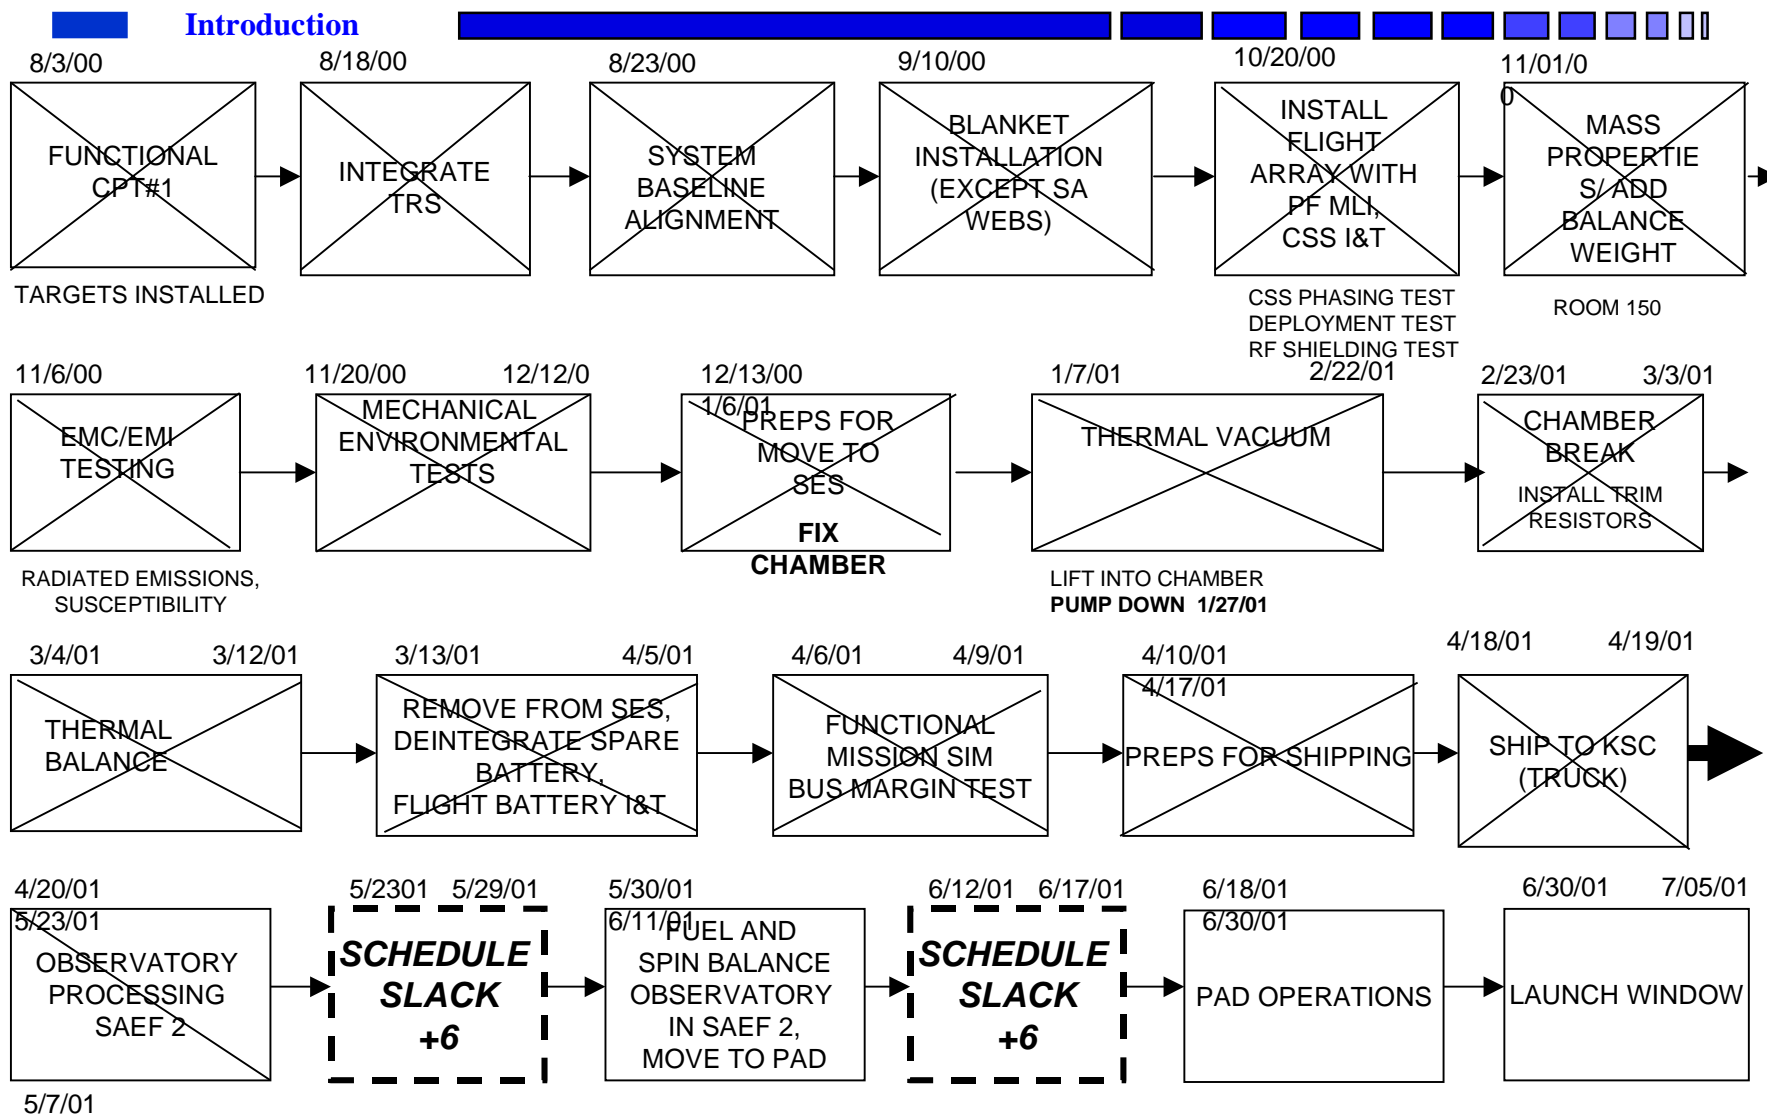 Introduction
8/3/00
FUNCTIONAL
CPT#1
TARGETS INSTALLED
8/18/00
INTEGRATE
TRS
8/23/00
SYSTEM
BASELINE
ALIGNMENT
9/10/00
BLANKET
INSTALLATION
(EXCEPT SA
WEBS)
10/20/00
INSTALL
FLIGHT
ARRAY WITH
PF MLI,
CSS I&T
CSS PHASING TEST
DEPLOYMENT TEST
RF SHIELDING TEST
11/01/0
0
MASS
PROPERTIE
S/ ADD
BALANCE
WEIGHT
ROOM 150
11/6/00
EMC/EMI
TESTING
RADIATED EMISSIONS,
SUSCEPTIBILITY
11/20/00 12/12/0
MECHANICAL
ENVIRONMENTAL
TESTS
12/13/00
1/6/01
PREPS FOR
MOVE TO
SES
FIX
CHAMBER
1/7/01 2/22/01
THERMAL VACUUM
LIFT INTO CHAMBER
PUMP DOWN 1/27/01
2/23/01 3/3/01
CHAMBER
BREAK
INSTALL TRIM
RESISTORS
3/4/01 3/12/01
THERMAL
BALANCE
3/13/01 4/5/01
REMOVE FROM SES,
DEINTEGRATE SPARE
BATTERY,
FLIGHT BATTERY I&T
4/6/01 4/9/01
FUNCTIONAL
MISSION SIM
BUS MARGIN TEST
4/10/01
4/17/01
PREPS FOR SHIPPING
4/18/01 4/19/01
SHIP TO KSC
(TRUCK)
4/20/01
5/23/01
OBSERVATORY
PROCESSING
SAEF 2
5/7/01
5/2301 5/29/01
SCHEDULE
SLACK
+6
5/30/01
6/11/01
FUEL AND
SPIN BALANCE
OBSERVATORY
IN SAEF 2,
MOVE TO PAD
6/12/01 6/17/01
SCHEDULE
SLACK
+6
6/18/01
6/30/01
PAD OPERATIONS
6/30/01 7/05/01
LAUNCH WINDOW